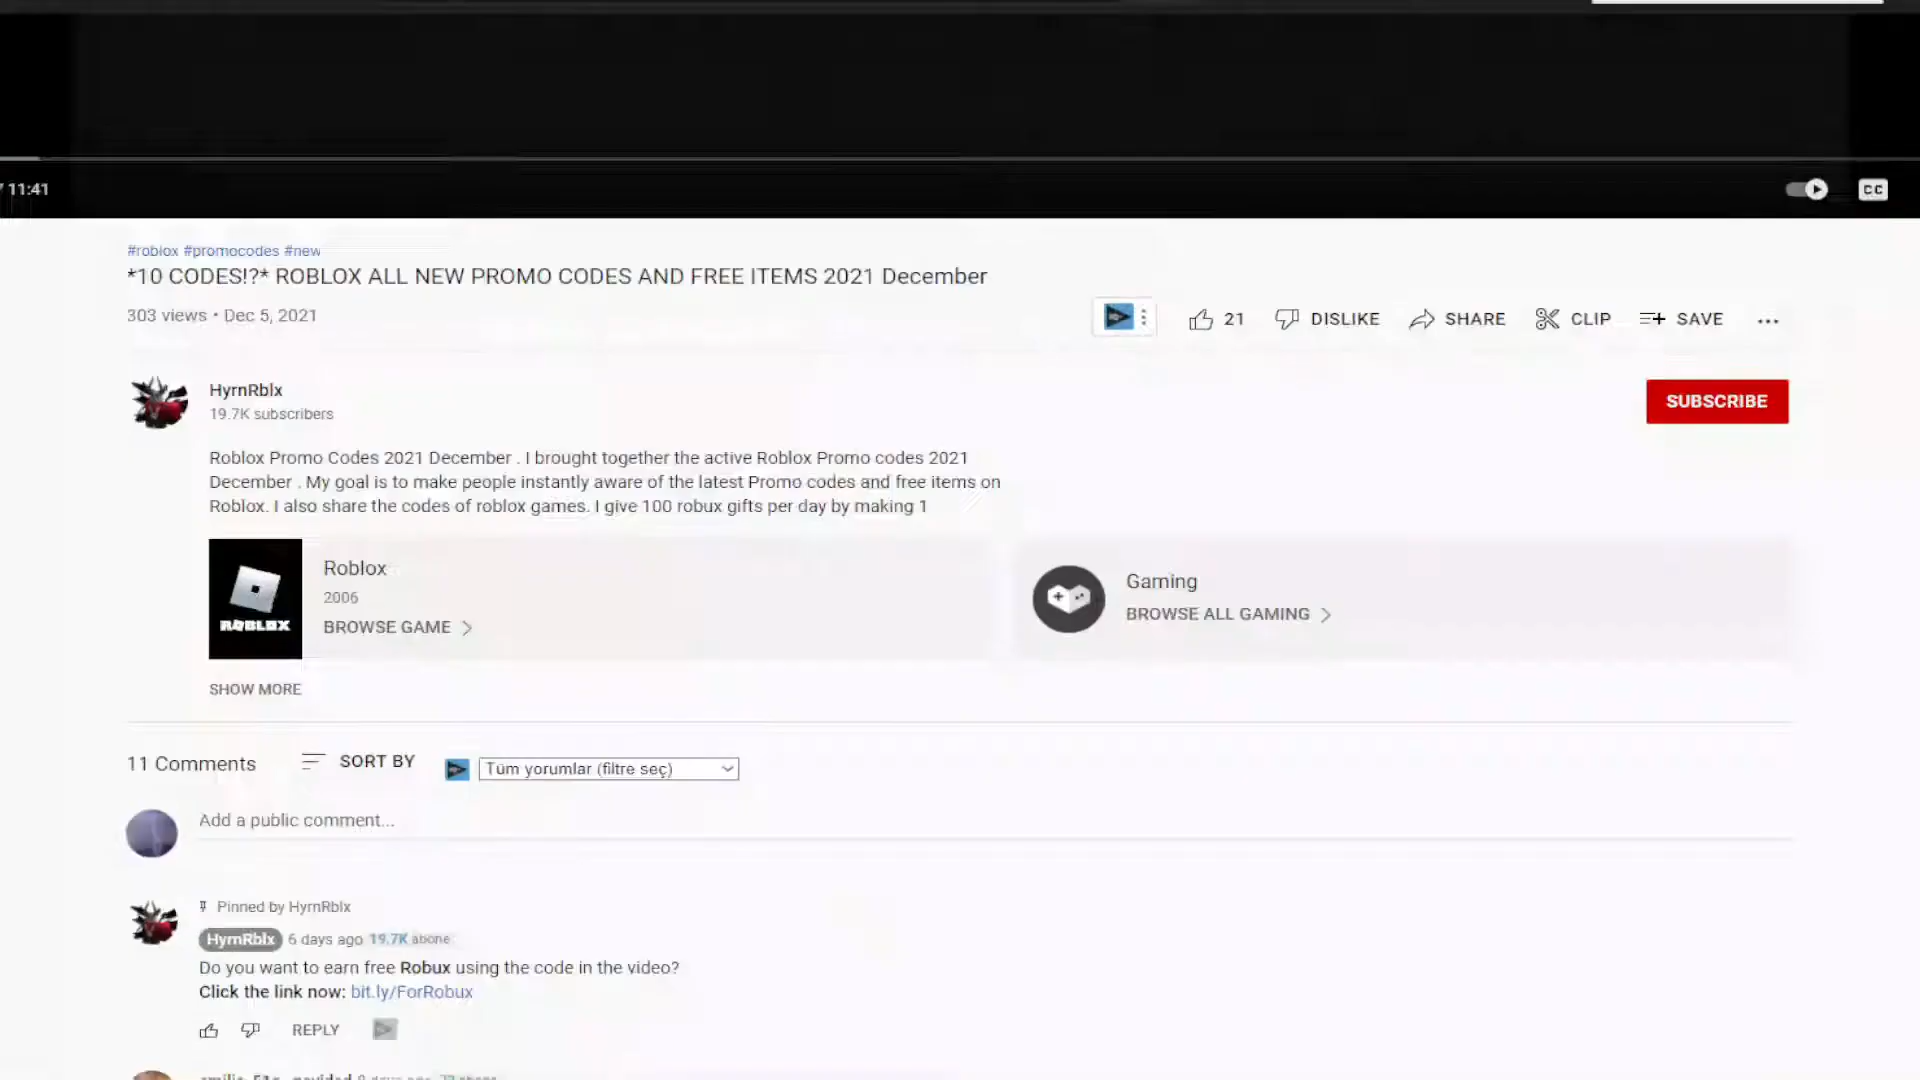 11:41
CC
#roblox #promocodes #new
*10 CODES!?* ROBLOX ALL NEW PROMO CODES AND FREE ITEMS 2021 December
303 views • Dec 5, 2021
21
DISLIKE
SHARE
CLIP
SAVE
HyrnRblx
19.7K subscribers
SUBSCRIBE
Roblox Promo Codes 2021 December . I brought together the active Roblox Promo codes 2021
December . My goal is to make people instantly aware of the latest Promo codes and free items on
Roblox. I also share the codes of roblox games. I give 100 robux gifts per day by making 1
ROBLOX
Roblox
2006
BROWSE GAME
Gaming
BROWSE ALL GAMING
SHOW MORE
11 Comments
SORT BY
Tüm yorumlar (filtre seç)
Add a public comment...
Pinned by HyrnRblx
HyrnRblx 6 days ago 19.7K abone
Do you want to earn free Robux using the code in the video?
Click the link now: bit.ly/ForRobux
REPLY